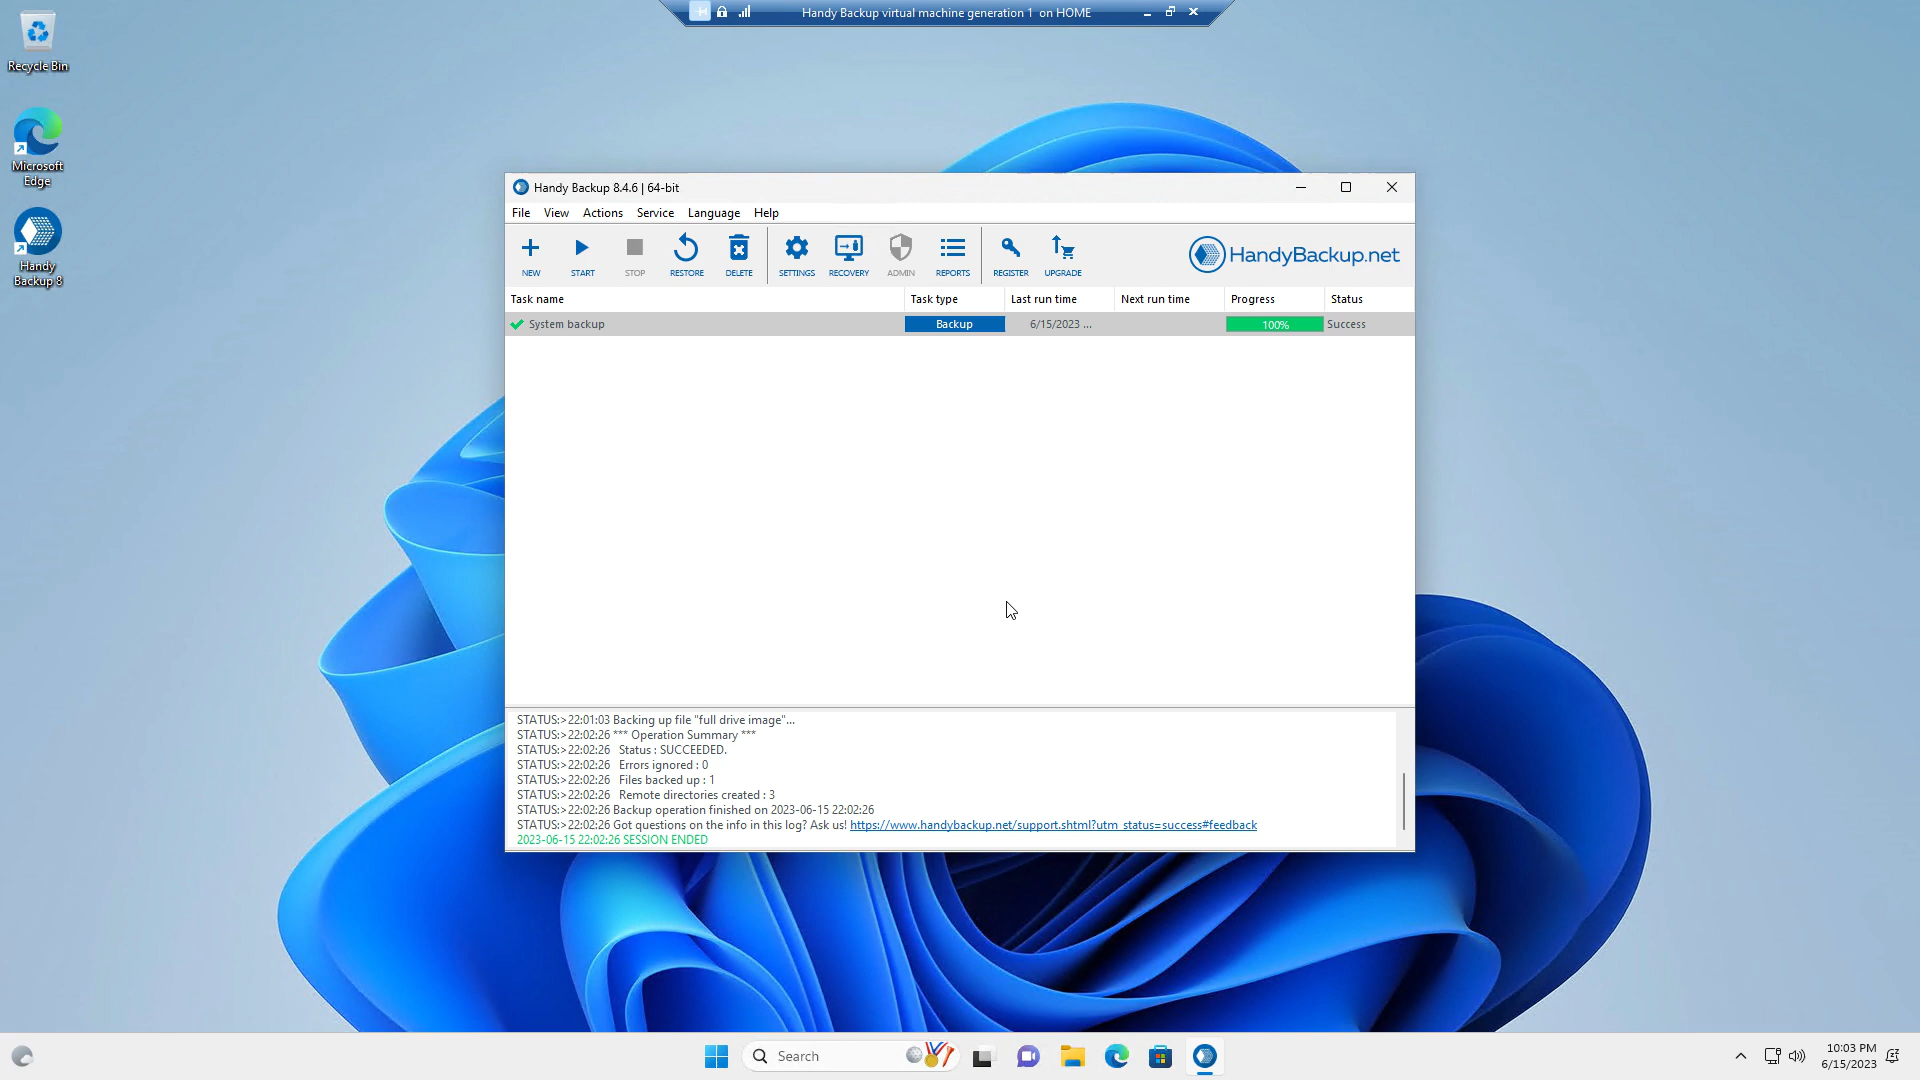 Handy Backup virtual machine generation 1 on HOME
Recycle Bin
Microsoft
Edge
Handy
Backup 8
Handy Backup 8.4.6 | 64-bit
File View Actions Service Language Help
NEW START STOP RESTORE DELETE SETTINGS RECOVERY ADMIN REPORTS REGISTER UPGRADE
HandyBackup.net
Task name Task type Last run time Next run time Progress Status
System backup Backup 6/15/2023 ... 100% Success
STATUS:>22:01:03 Backing up file "full drive image"...
STATUS:>22:02:26 *** Operation Summary ***
STATUS:>22:02:26 Status : SUCCEEDED.
STATUS:>22:02:26 Errors ignored : 0
STATUS:>22:02:26 Files backed up : 1
STATUS:>22:02:26 Remote directories created : 3
STATUS:>22:02:26 Backup operation finished on 2023-06-15 22:02:26
STATUS:>22:02:26 Got questions on the info in this log? Ask us! https://www.handybackup.net/support.shtml?utm_status=success#feedback
2023-06-15 22:02:26 SESSION ENDED
Search
10:03 PM
6/15/2023